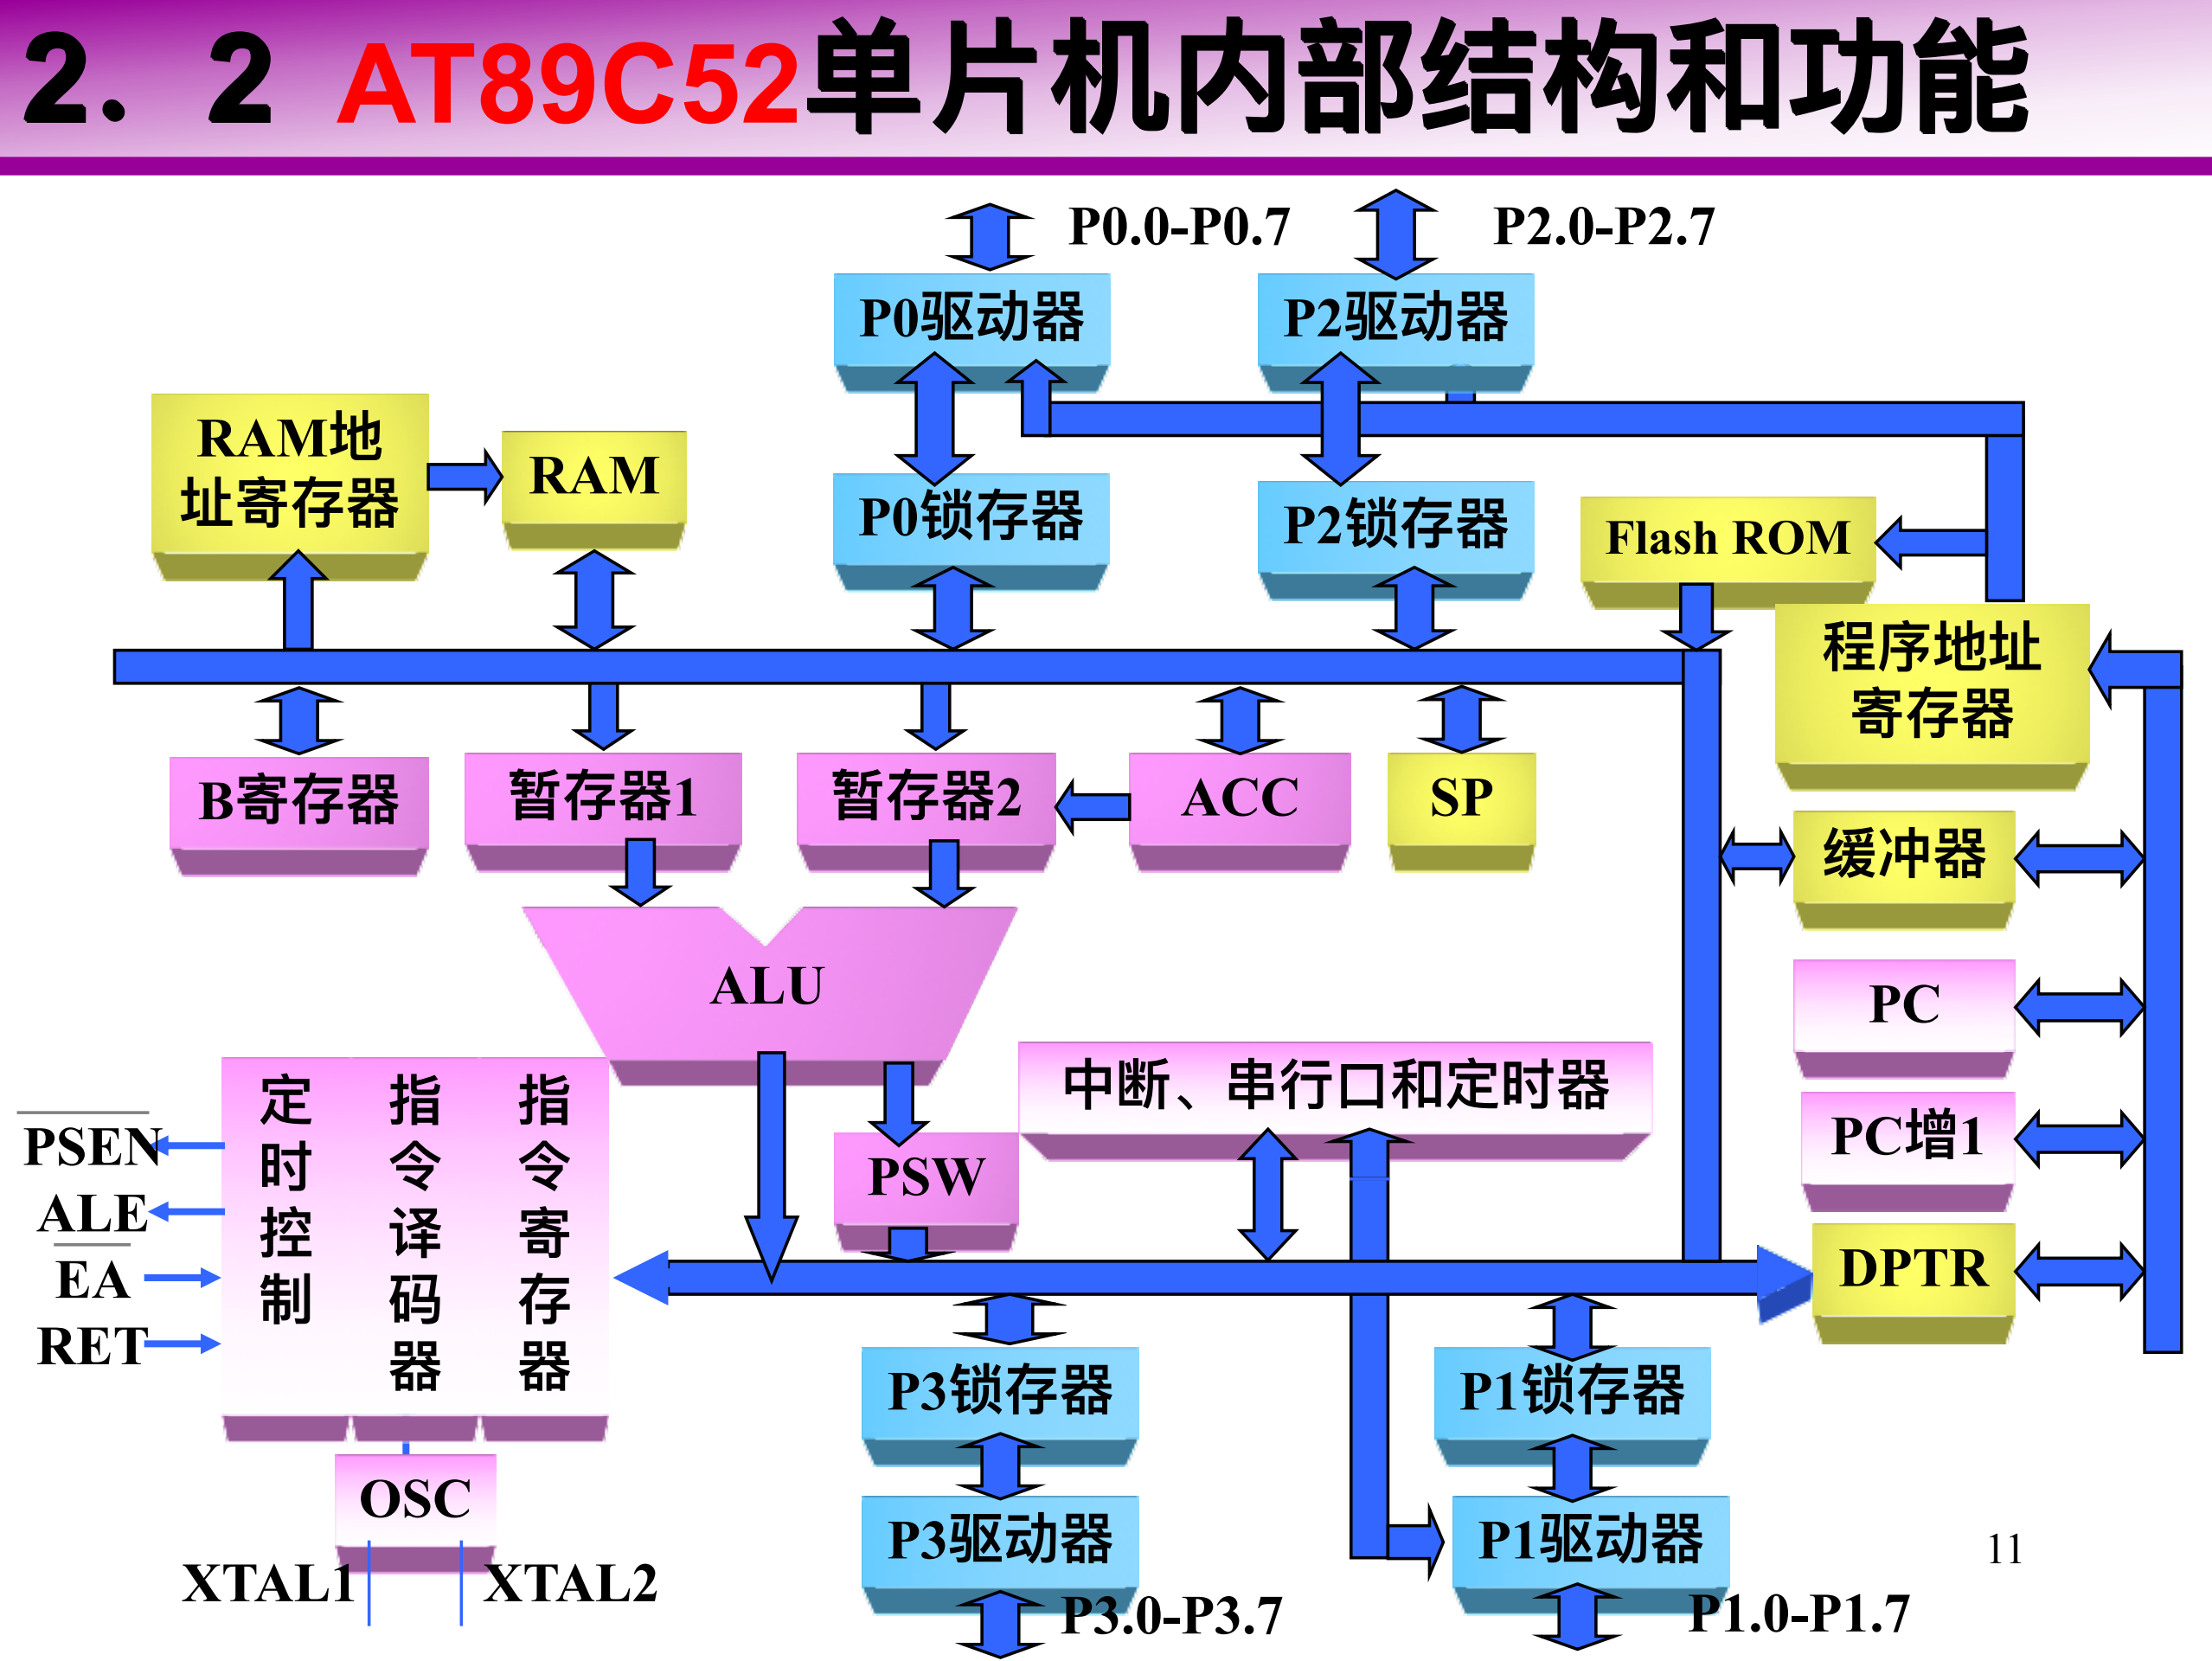 2. 2 AT89C52单片机内部结构和功能
P0.0-P0.7
P2.0-P2.7
P0驱动器
P2驱动器
RAM地
址寄存器
RAM
P0锁存器
P2锁存器
Flash ROM
程序地址
寄存器
B寄存器
暂存器1
暂存器2
ACC
SP
缓冲器
ALU
PC
中断、串行口和定时器
PC增1
PSW
DPTR
定时控制
指令译码器
指令寄存器
PSEN
ALE
EA
RET
P3锁存器
P1锁存器
OSC
P3驱动器
P1驱动器
XTAL1
XTAL2
P3.0-P3.7
P1.0-P1.7
11